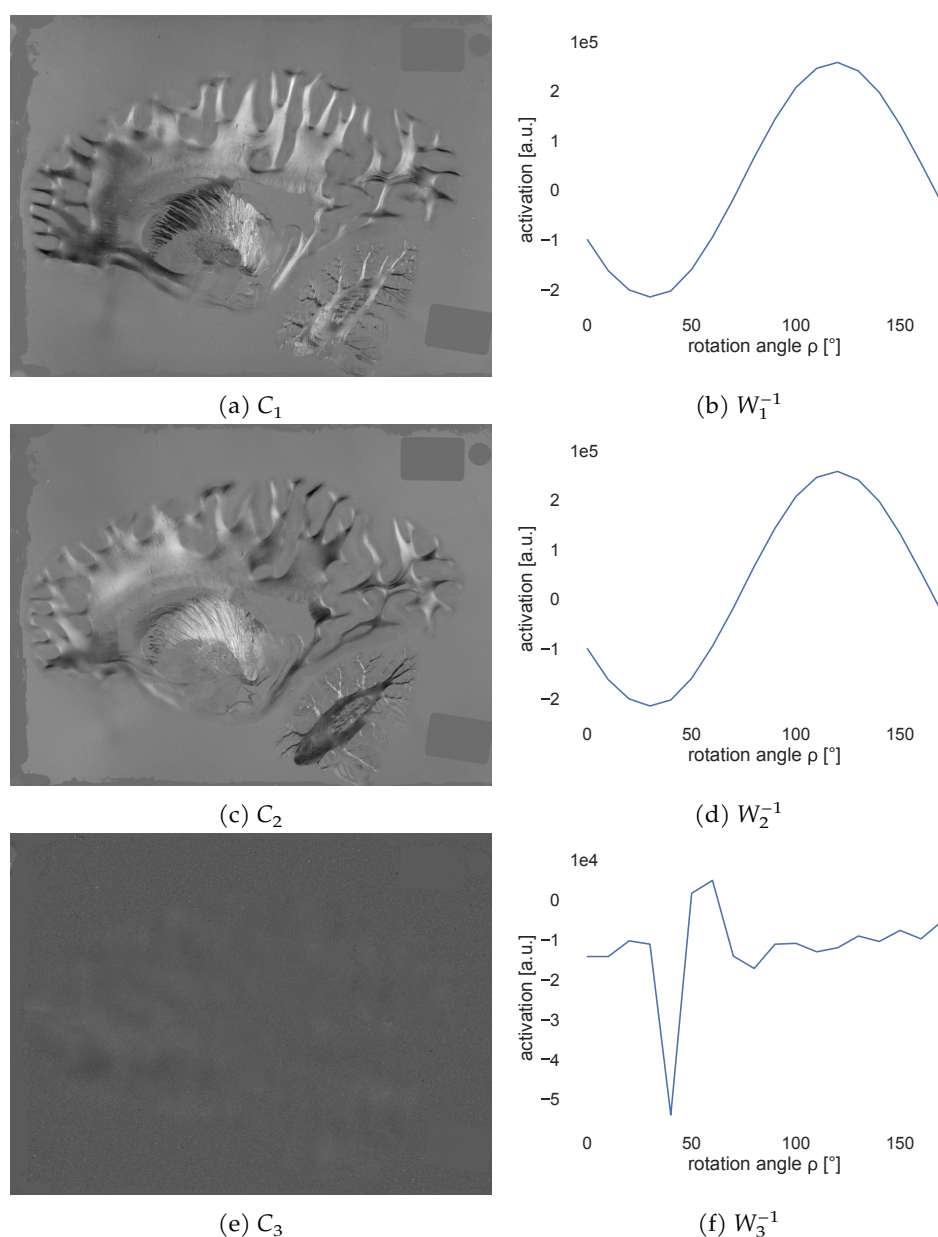 1e5
2
1
0
−1
−2
activation [a.u.]
0 50 100 150
rotation angle ρ [°]
(a) C₁
(b) W₁⁻¹
1e5
2
1
0
−1
−2
activation [a.u.]
0 50 100 150
rotation angle ρ [°]
(c) C₂
(d) W₂⁻¹
1e4
0
−1
−2
−3
−4
−5
activation [a.u.]
0 50 100 150
rotation angle ρ [°]
(e) C₃
(f) W₃⁻¹